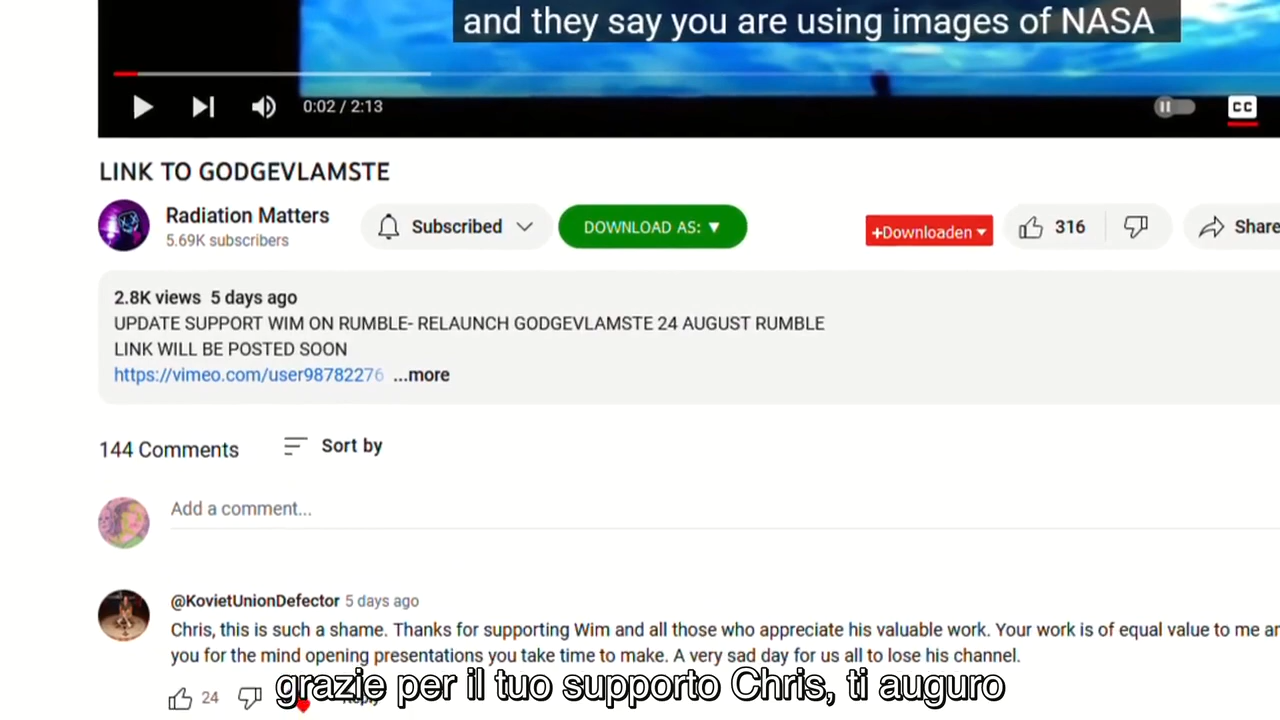 and they say you are using images of NASA
0:02 / 2:13
CC
LINK TO GODGEVLAMSTE
Radiation Matters
5.69K subscribers
Subscribed
DOWNLOAD AS: ▼
+Downloaden
316
Share
2.8K views 5 days ago
UPDATE SUPPORT WIM ON RUMBLE- RELAUNCH GODGEVLAMSTE 24 AUGUST RUMBLE
LINK WILL BE POSTED SOON
https://vimeo.com/user98782276 ...more
144 Comments
Sort by
Add a comment...
@KovietUnionDefector 5 days ago
Chris, this is such a shame. Thanks for supporting Wim and all those who appreciate his valuable work. Your work is of equal value to me
you for the mind opening presentations you take time to make. A very sad day for us all to lose his channel.
24
grazie per il tuo supporto Chris, ti auguro